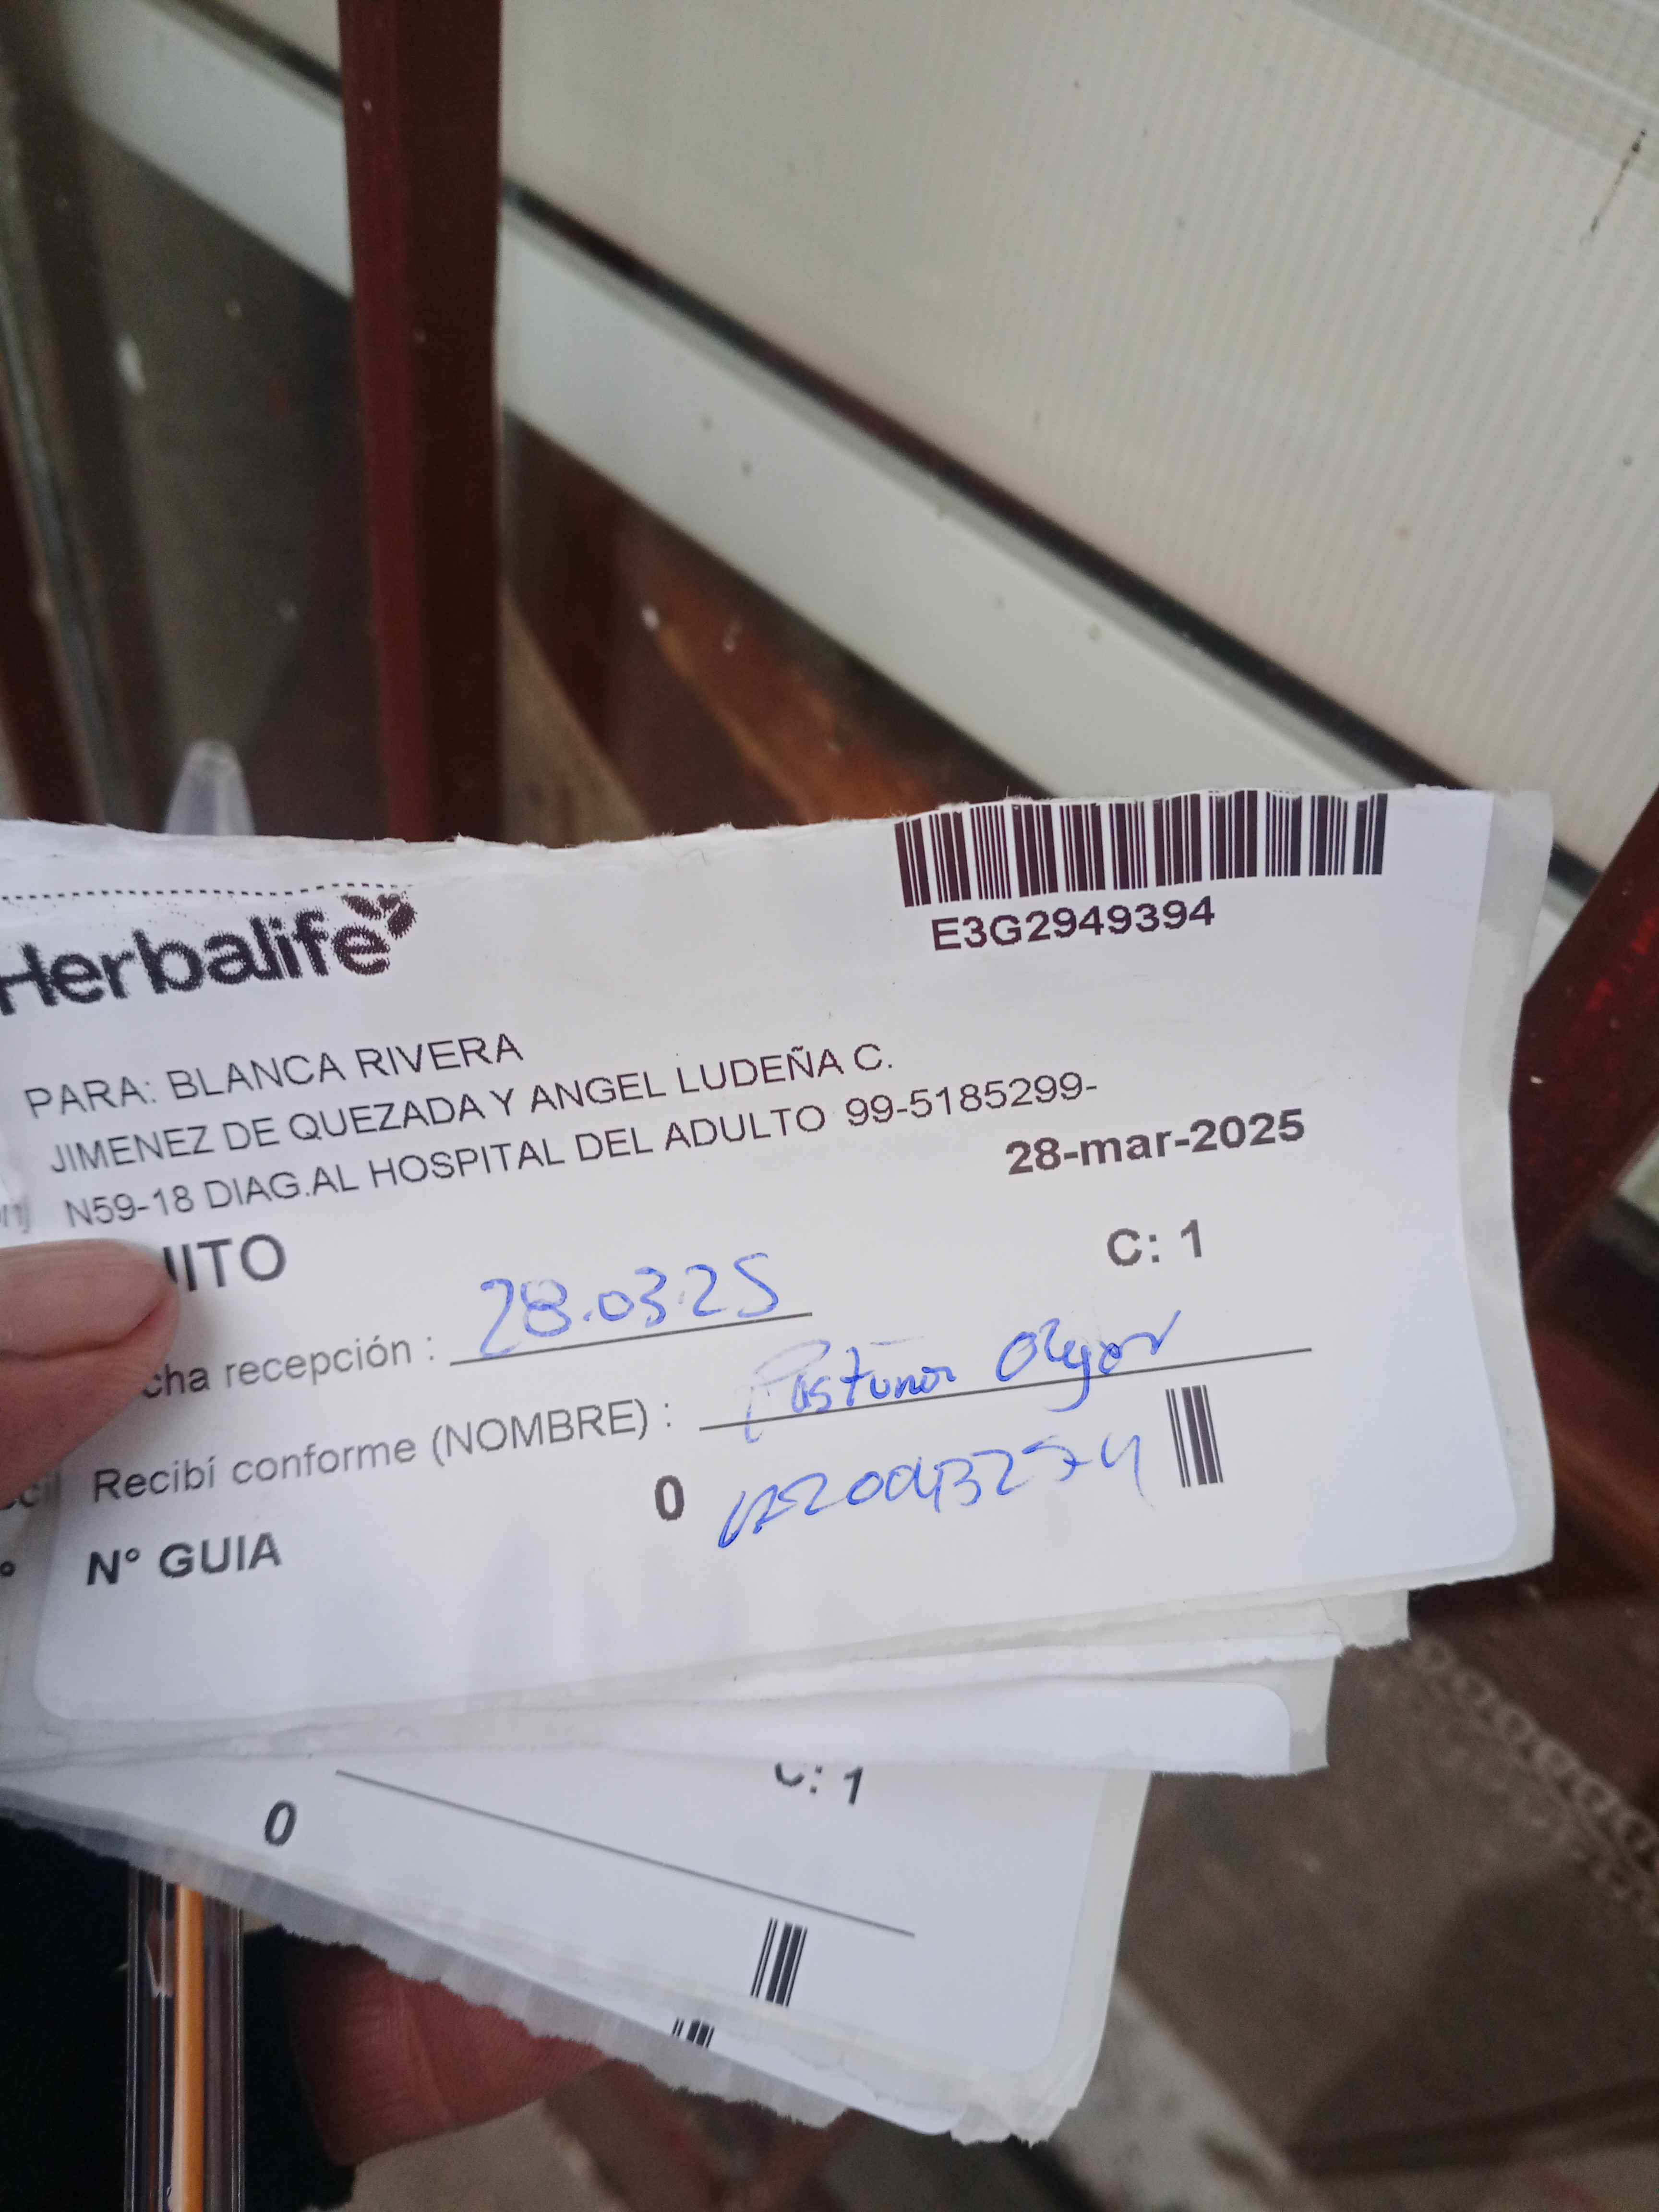 E3G2949394
Herbalife
PARA: BLANCA RIVERA
JIMENEZ DE QUEZADA Y ANGEL LUDEÑA C.
N59-18 DIAG.AL HOSPITAL DEL ADULTO 99-5185299-
28-mar-2025
C: 1
cha recepción : 28.03.25
Recibí conforme (NOMBRE) :
0
N° GUIA
C: 1
0